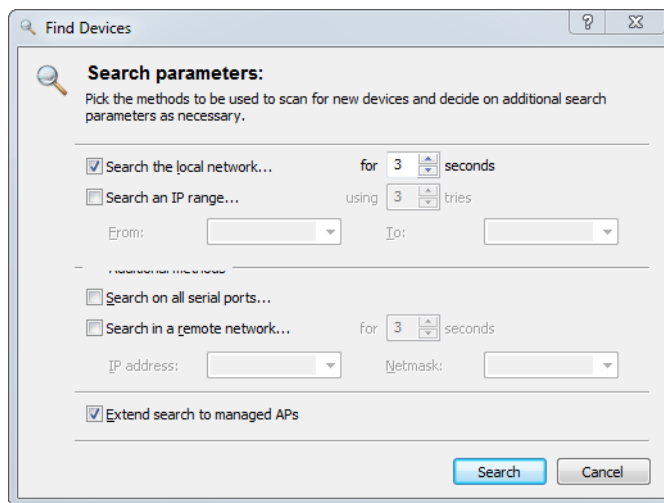 Find Devices
Search parameters:
Pick the methods to be used to scan for new devices and decide on additional search
parameters as necessary.
Search the local network... for 3 seconds
Search an IP range... using 3 tries
From: To:
Additional methods
Search on all serial ports...
Search in a remote network... for 3 seconds
IP address: Netmask:
Extend search to managed APs
Search Cancel